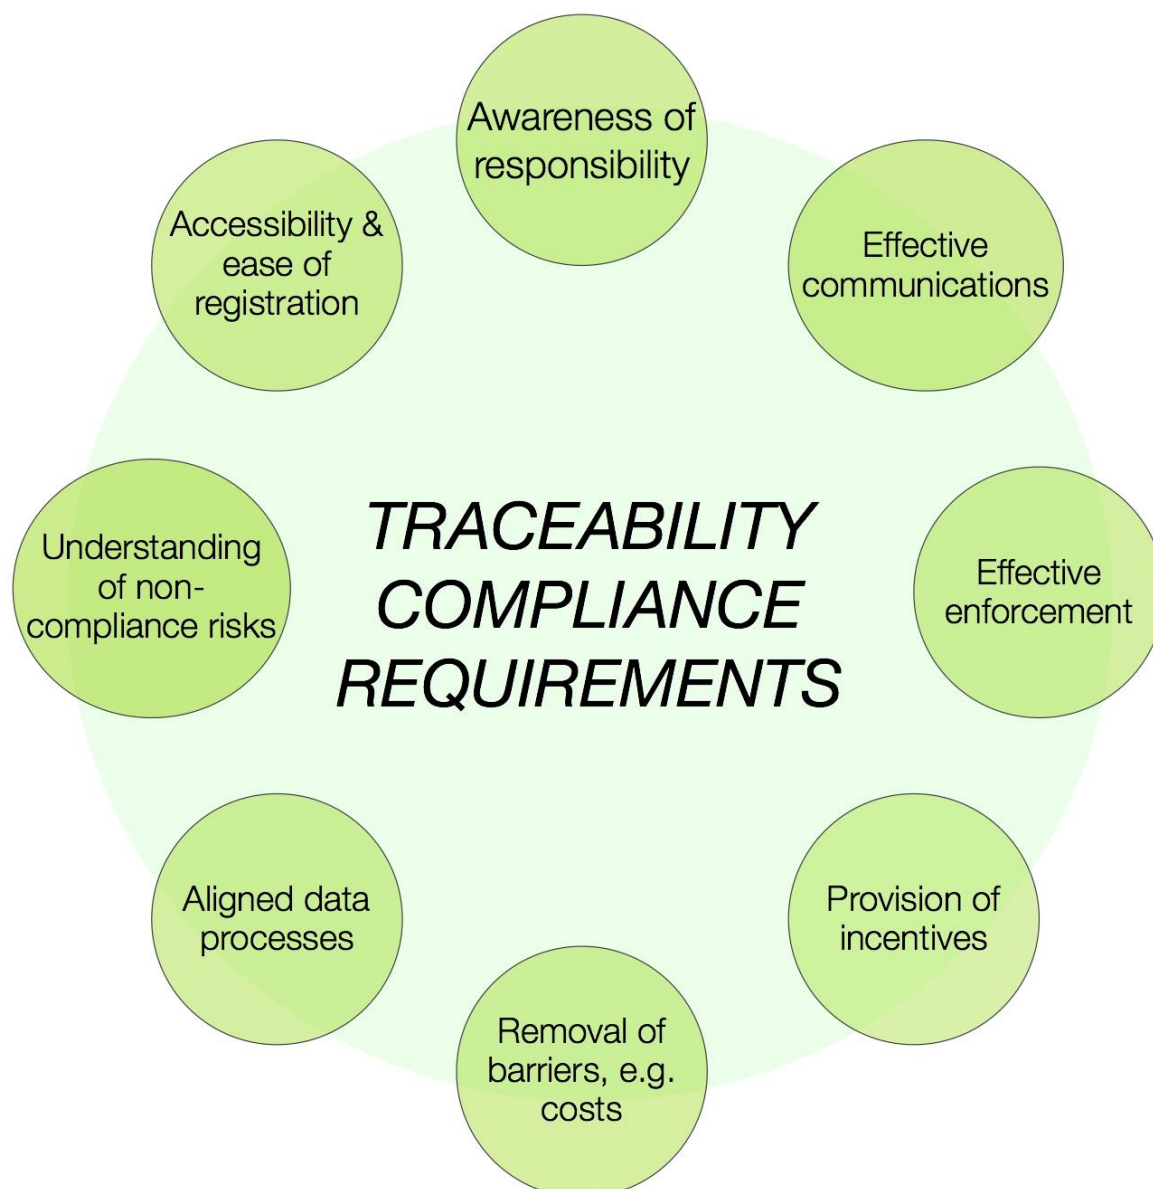 Awareness of
responsibility
Effective
communications
Effective
enforcement
Provision of
incentives
Removal of
barriers, e.g.
costs
Aligned data
processes
Understanding
of non-
compliance risks
Accessibility &
ease of
registration
TRACEABILITY
COMPLIANCE
REQUIREMENTS